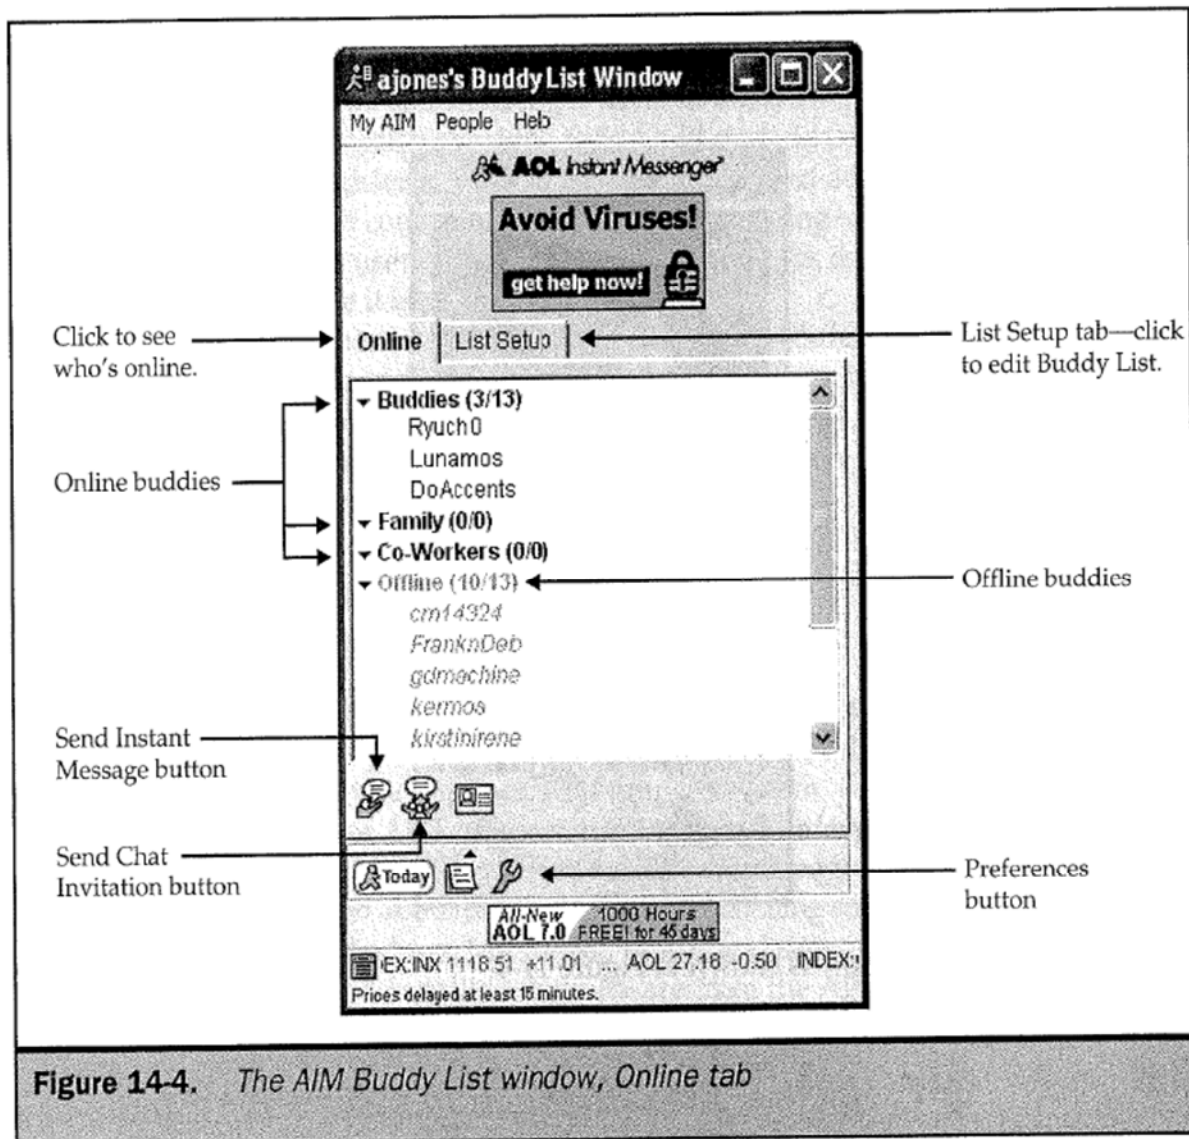 ajones's Buddy List Window
My AIM People Help
AOL Instant Messenger
Avoid Viruses!
get help now!
Click to see
who's online.
Online List Setup
List Setup tab—click
to edit Buddy List.
Buddies (3/13)
Ryuch0
Lunamos
DoAccents
Online buddies
Family (0/0)
Co-Workers (0/0)
Offline (10/13)
Offline buddies
crn14324
FranknDeb
gdmachine
kermos
kirstinirene
Send Instant
Message button
Send Chat
Invitation button
Today
Preferences
button
All-New
AOL 7.0
1000 Hours
FREE! for 45 days
EX:INX 1118.51 +11.01 ... AOL 27.18 -0.50 INDEX:
Prices delayed at least 15 minutes.
Figure 14-4. The AIM Buddy List window, Online tab